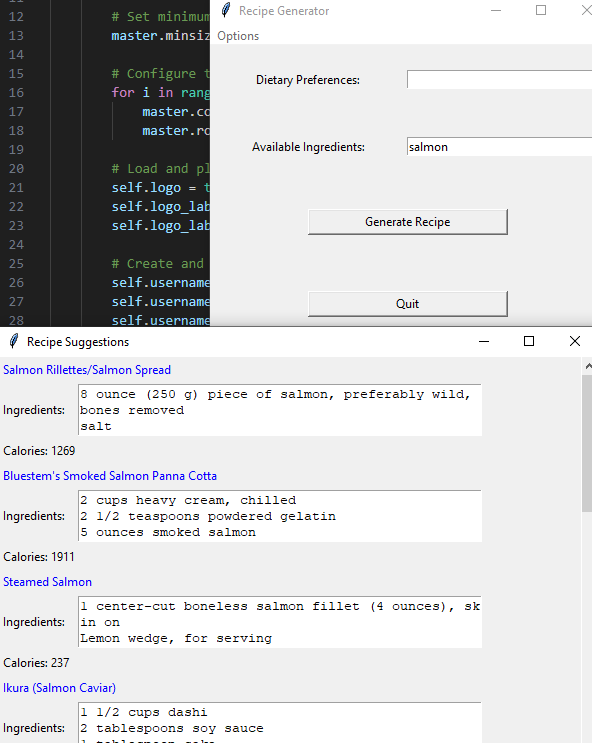 11
12 # Set minimum
13 master.minsiz
14
15 # Configure t
16 for i in rang
17 master.co
18 master.ro
19
20 # Load and pl
21 self.logo = t
22 self.logo_lab
23 self.logo_lab
24
25 # Create and
26 self.username
27 self.username
28 self.username
Recipe Generator
Options
Dietary Preferences:
Available Ingredients: salmon
Generate Recipe
Quit
Recipe Suggestions
Salmon Rillettes/Salmon Spread
Ingredients:
8 ounce (250 g) piece of salmon, preferably wild,
bones removed
salt
Calories: 1269
Bluestem's Smoked Salmon Panna Cotta
Ingredients:
2 cups heavy cream, chilled
2 1/2 teaspoons powdered gelatin
5 ounces smoked salmon
Calories: 1911
Steamed Salmon
Ingredients:
1 center-cut boneless salmon fillet (4 ounces), sk
in on
Lemon wedge, for serving
Calories: 237
Ikura (Salmon Caviar)
Ingredients:
1 1/2 cups dashi
2 tablespoons soy sauce